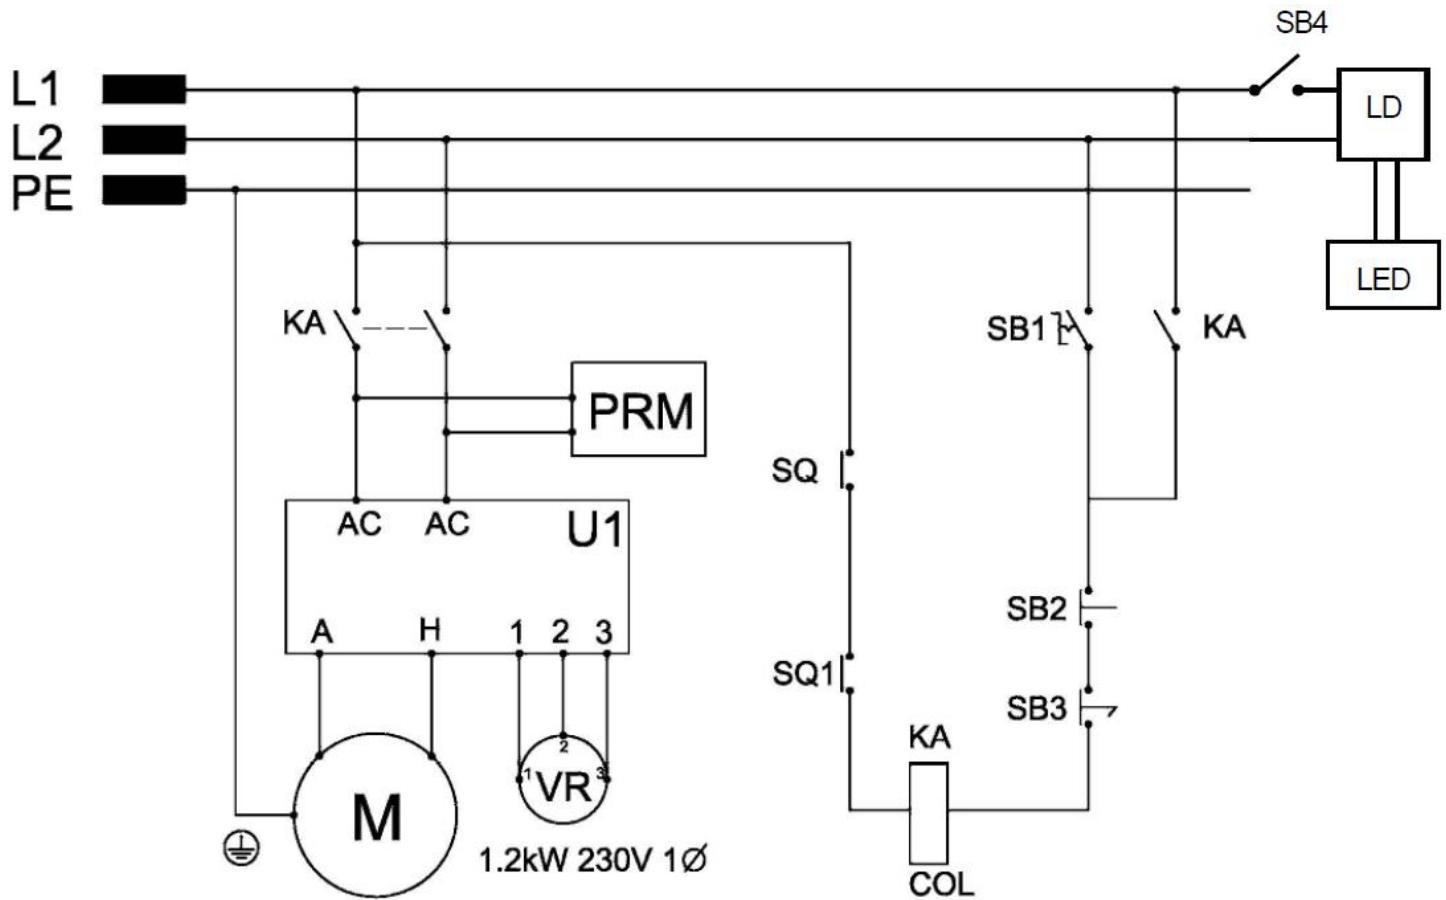 SB4
L1
LD
L2
PE
LED
KA
SB1
KA
PRM
SQ
AC AC U1
A H 1 2 3
SB2
SQ1
SB3
KA
2
1 VR 3
M
1.2kW 230V 1Ø
COL